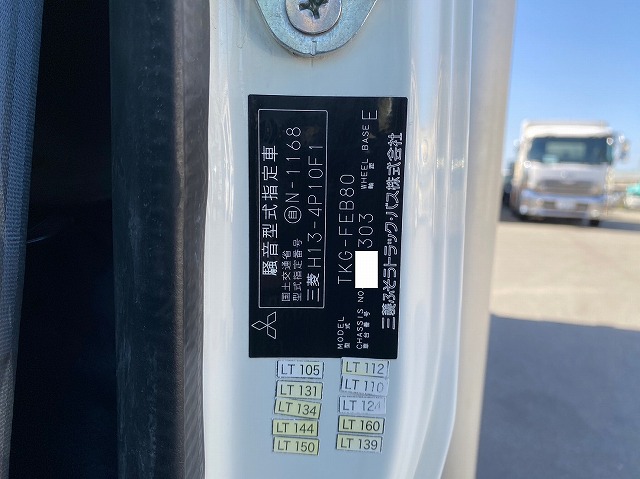 騒音型式指定車
国土交通省
型式指定番号 自N-1168
三菱H13-4P10F1
MODEL
型式 TKG-FEB80
CHASSIS NO
車台番号 303 WHEEL BASE
軸距 E
三菱ふそうトラック・バス株式会社
LT 105 LT 112
LT 131 LT 110
LT 134 LT 124
LT 144 LT 160
LT 150 LT 139